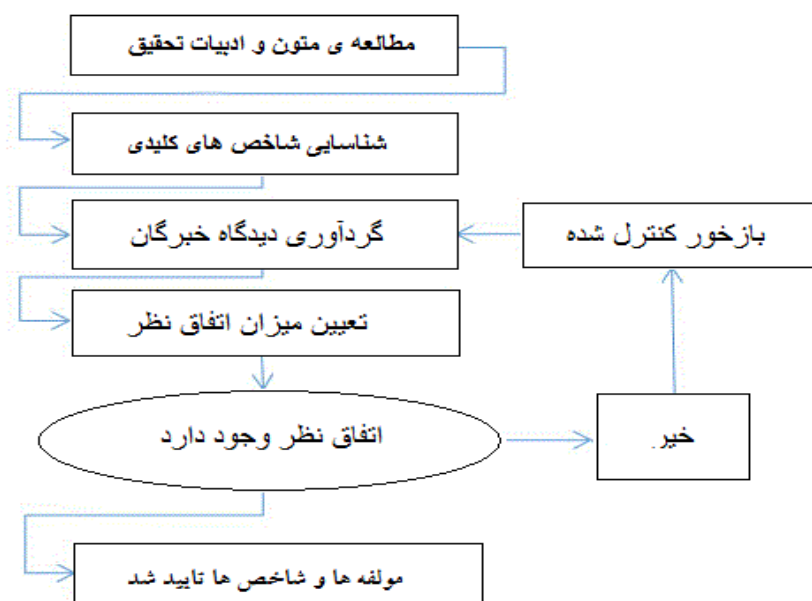 مطالعه ی متون و ادبیات تحقیق
شناسایی شاخص های کلیدی
گردآوری دیدگاه خبرگان
بازخور کنترل شده
تعیین میزان اتفاق نظر
اتفاق نظر وجود دارد
خیر
مولفه ها و شاخص ها تایید شد